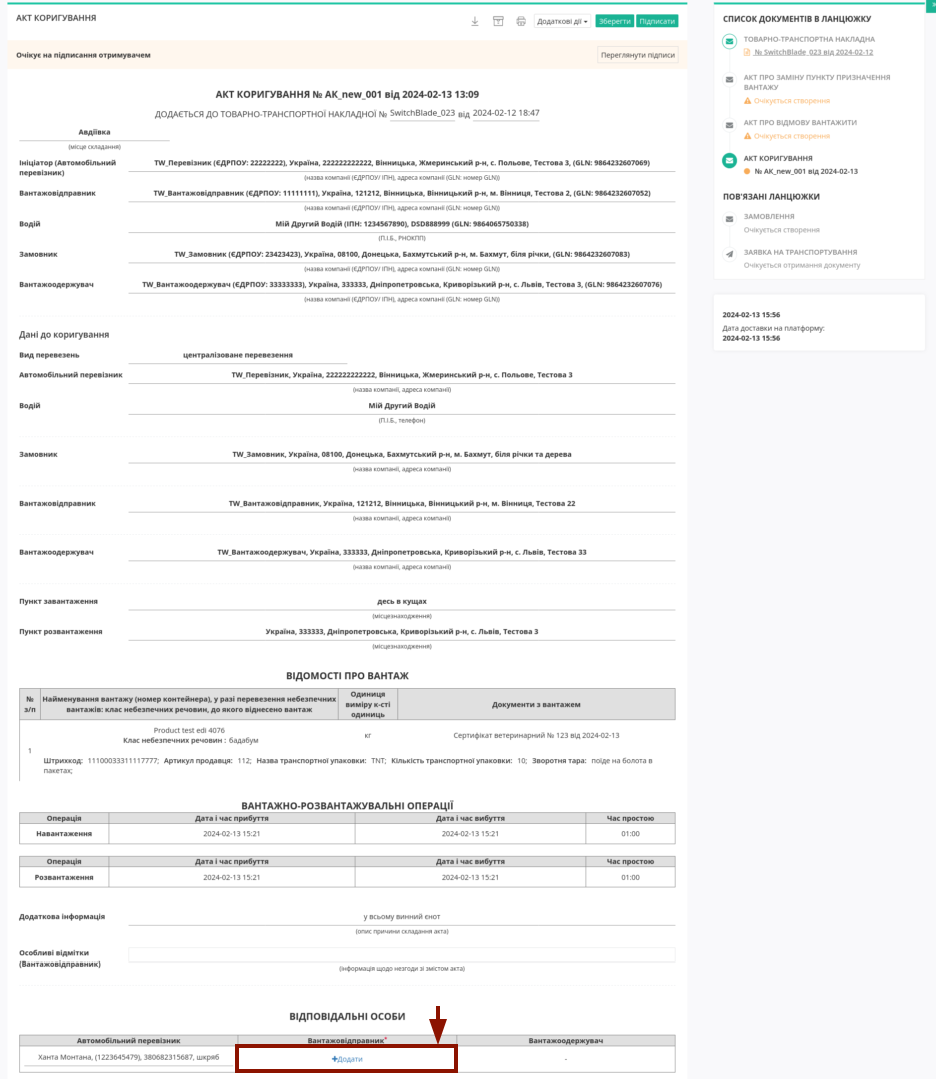 АКТ КОРИГУВАННЯ
Додаткові дії
Зберегти
Підписати
Очікує на підписання отримувачем
Переглянути підписи
АКТ КОРИГУВАННЯ № АК_new_001 від 2024-02-13 13:09
ДОДАЄТЬСЯ ДО ТОВАРНО-ТРАНСПОРТНОЇ НАКЛАДНОЇ № SwitchBlade_023 від 2024-02-12 18:47
Авдіївка
(місце складання)
Ініціатор (Автомобільний перевізник)
TW_Перевізник (ЄДРПОУ: 22222222), Україна, 222222222222, Вінницька, Жмеринський р-н, с. Польове, Тестова 3, (GLN: 9864232607069)
(назва компанії (ЄДРПОУ/ ІПН), адреса компанії (GLN: номер GLN))
Вантажовідправник
TW_Вантажовідправник (ЄДРПОУ: 11111111), Україна, 121212, Вінницька, Вінницький р-н, м. Вінниця, Тестова 2, (GLN: 9864232607052)
(назва компанії (ЄДРПОУ/ ІПН), адреса компанії (GLN: номер GLN))
Водій
Мій Другий Водій (ІПН: 1234567890), DSD888999 (GLN: 9864065750338)
(П.І.Б., РНОКПП)
Замовник
TW_Замовник (ЄДРПОУ: 23423423), Україна, 08100, Донецька, Бахмутський р-н, м. Бахмут, біля річки, (GLN: 9864232607083)
(назва компанії (ЄДРПОУ/ ІПН), адреса компанії (GLN: номер GLN))
Вантажоодержувач
TW_Вантажоодержувач (ЄДРПОУ: 33333333), Україна, 333333, Дніпропетровська, Криворізький р-н, с. Львів, Тестова 3, (GLN: 9864232607076)
(назва компанії (ЄДРПОУ/ ІПН), адреса компанії (GLN: номер GLN))
Дані до коригування
Вид перевезень
централізоване перевезення
Автомобільний перевізник
TW_Перевізник, Україна, 222222222222, Вінницька, Жмеринський р-н, с. Польове, Тестова 3
(назва компанії, адреса компанії)
Водій
Мій Другий Водій
(П.І.Б., телефон)
Замовник
TW_Замовник, Україна, 08100, Донецька, Бахмутський р-н, м. Бахмут, біля річки та дерева
(назва компанії, адреса компанії)
Вантажовідправник
TW_Вантажовідправник, Україна, 121212, Вінницька, Вінницький р-н, м. Вінниця, Тестова 22
(назва компанії, адреса компанії)
Вантажоодержувач
TW_Вантажоодержувач, Україна, 333333, Дніпропетровська, Криворізький р-н, с. Львів, Тестова 33
(назва компанії, адреса компанії)
Пункт завантаження
десь в кущах
(місцезнаходження)
Пункт розвантаження
Україна, 333333, Дніпропетровська, Криворізький р-н, с. Львів, Тестова 3
(місцезнаходження)
ВІДОМОСТІ ПРО ВАНТАЖ
№ з/п
Найменування вантажу (номер контейнера), у разі перевезення небезпечних
вантажів: клас небезпечних речовин, до якого віднесено вантаж
Одиниця
виміру к-сті
одиниць
Документи з вантажем
1
Product test edi 4076
Клас небезпечних речовин : бадабум
кг
Сертифікат ветеринарний № 123 від 2024-02-13
Штрихкод: 11100033311117777; Артикул продавця: 112; Назва транспортної упаковки: TNT; Кількість транспортної упаковки: 10; Зворотня тара: поїде на болота в
пакетах;
ВАНТАЖНО-РОЗВАНТАЖУВАЛЬНІ ОПЕРАЦІЇ
Операція Дата і час прибуття Дата і час вибуття Час простою
Навантаження 2024-02-13 15:21 2024-02-13 15:21 01:00
Операція Дата і час прибуття Дата і час вибуття Час простою
Розвантаження 2024-02-13 15:21 2024-02-13 15:21 01:00
Додаткова інформація
у всьому винний єнот
(опис причини складання акта)
Особливі відмітки
(Вантажовідправник)
(інформація щодо незгоди зі змістом акта)
ВІДПОВІДАЛЬНІ ОСОБИ
Автомобільний перевізник Вантажовідправник* Вантажоодержувач
Ханта Монтана, (1223645479), 380682315687, шкряб +Додати -
СПИСОК ДОКУМЕНТІВ В ЛАНЦЮЖКУ
ТОВАРНО-ТРАНСПОРТНА НАКЛАДНА
№ SwitchBlade_023 від 2024-02-12
АКТ ПРО ЗАМІНУ ПУНКТУ ПРИЗНАЧЕННЯ
ВАНТАЖУ
Очікується створення
АКТ ПРО ВІДМОВУ ВАНТАЖИТИ
Очікується створення
АКТ КОРИГУВАННЯ
№ АК_new_001 від 2024-02-13
ПОВ'ЯЗАНІ ЛАНЦЮЖКИ
ЗАМОВЛЕННЯ
Очікується створення
ЗАЯВКА НА ТРАНСПОРТУВАННЯ
Очікується отримання документу
2024-02-13 15:56
Дата доставки на платформу:
2024-02-13 15:56